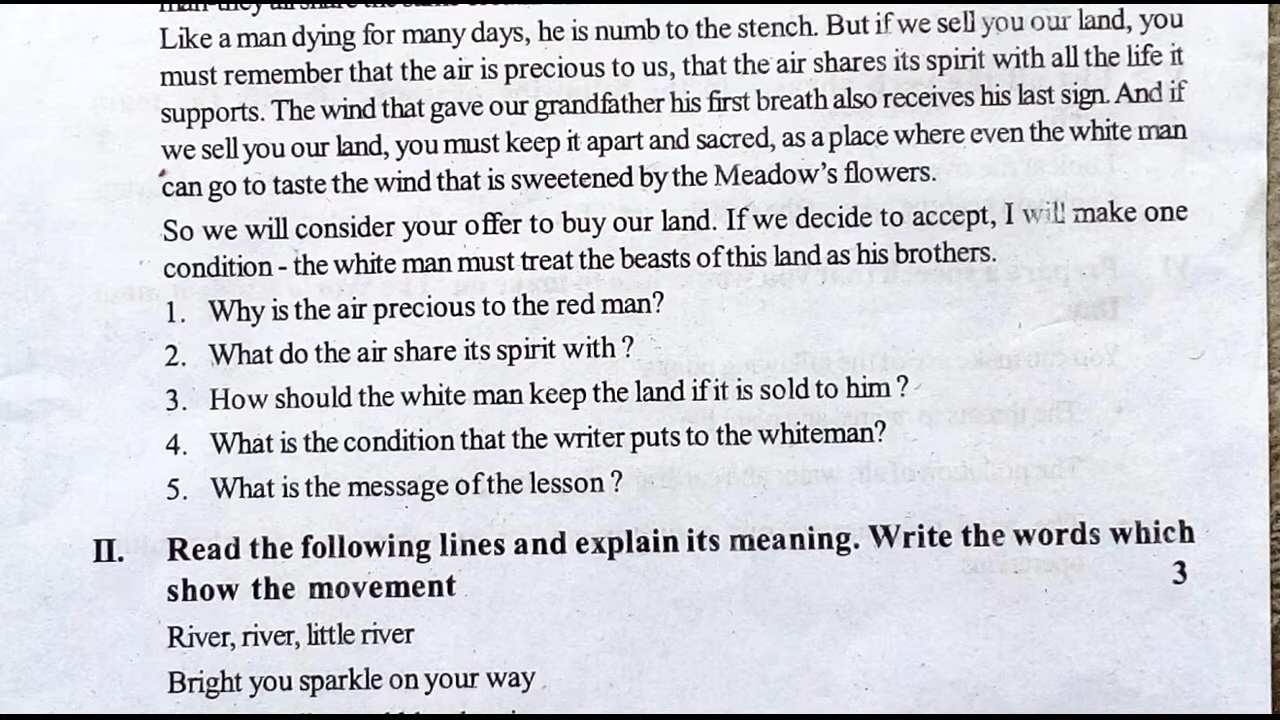 Like a man dying for many days, he is numb to the stench. But if we sell you our land, you
must remember that the air is precious to us, that the air shares its spirit with all the life it
supports. The wind that gave our grandfather his first breath also receives his last sign. And if
we sell you our land, you must keep it apart and sacred, as a place where even the white man
can go to taste the wind that is sweetened by the Meadow's flowers.
So we will consider your offer to buy our land. If we decide to accept, I will make one
condition - the white man must treat the beasts of this land as his brothers.
1. Why is the air precious to the red man?
2. What do the air share its spirit with ?
3. How should the white man keep the land if it is sold to him ?
4. What is the condition that the writer puts to the whiteman?
5. What is the message of the lesson ?
II. Read the following lines and explain its meaning. Write the words which
show the movement 3
River, river, little river
Bright you sparkle on your way